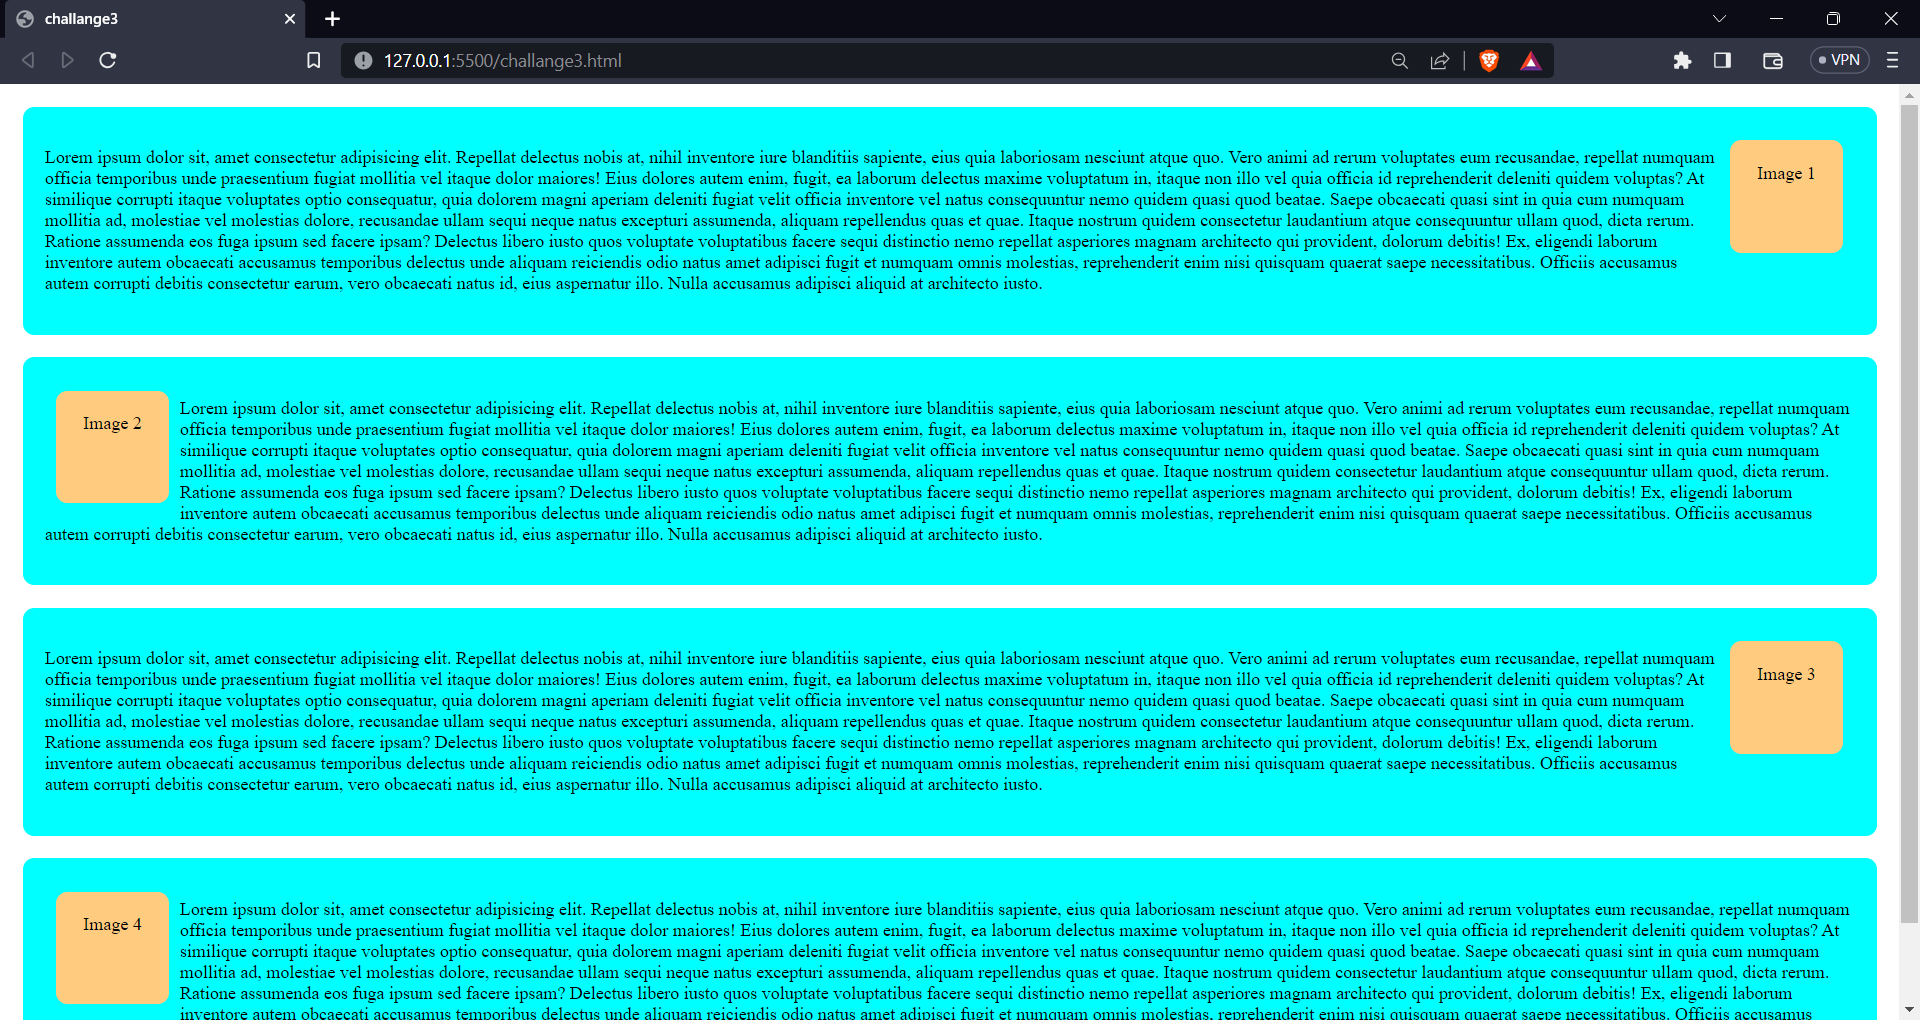 challange3
127.0.0.1:5500/challange3.html
VPN
Lorem ipsum dolor sit, amet consectetur adipisicing elit. Repellat delectus nobis at, nihil inventore iure blanditiis sapiente, eius quia laboriosam nesciunt atque quo. Vero animi ad rerum voluptates eum recusandae, repellat numquam
officia temporibus unde praesentium fugiat mollitia vel itaque dolor maiores! Eius dolores autem enim, fugit, ea laborum delectus maxime voluptatum in, itaque non illo vel quia officia id reprehenderit deleniti quidem voluptas? At
similique corrupti itaque voluptates optio consequatur, quia dolorem magni aperiam deleniti fugiat velit officia inventore vel natus consequuntur nemo quidem quasi quod beatae. Saepe obcaecati quasi sint in quia cum numquam
mollitia ad, molestiae vel molestias dolore, recusandae ullam sequi neque natus excepturi assumenda, aliquam repellendus quas et quae. Itaque nostrum quidem consectetur laudantium atque consequuntur ullam quod, dicta rerum.
Ratione assumenda eos fuga ipsum sed facere ipsam? Delectus libero iusto quos voluptate voluptatibus facere sequi distinctio nemo repellat asperiores magnam architecto qui provident, dolorum debitis! Ex, eligendi laborum
inventore autem obcaecati accusamus temporibus delectus unde aliquam reiciendis odio natus amet adipisci fugit et numquam omnis molestias, reprehenderit enim nisi quisquam quaerat saepe necessitatibus. Officiis accusamus
autem corrupti debitis consectetur earum, vero obcaecati natus id, eius aspernatur illo. Nulla accusamus adipisci aliquid at architecto iusto.
Image 1
Image 2
Lorem ipsum dolor sit, amet consectetur adipisicing elit. Repellat delectus nobis at, nihil inventore iure blanditiis sapiente, eius quia laboriosam nesciunt atque quo. Vero animi ad rerum voluptates eum recusandae, repellat numquam
officia temporibus unde praesentium fugiat mollitia vel itaque dolor maiores! Eius dolores autem enim, fugit, ea laborum delectus maxime voluptatum in, itaque non illo vel quia officia id reprehenderit deleniti quidem voluptas? At
similique corrupti itaque voluptates optio consequatur, quia dolorem magni aperiam deleniti fugiat velit officia inventore vel natus consequuntur nemo quidem quasi quod beatae. Saepe obcaecati quasi sint in quia cum numquam
mollitia ad, molestiae vel molestias dolore, recusandae ullam sequi neque natus excepturi assumenda, aliquam repellendus quas et quae. Itaque nostrum quidem consectetur laudantium atque consequuntur ullam quod, dicta rerum.
Ratione assumenda eos fuga ipsum sed facere ipsam? Delectus libero iusto quos voluptate voluptatibus facere sequi distinctio nemo repellat asperiores magnam architecto qui provident, dolorum debitis! Ex, eligendi laborum
inventore autem obcaecati accusamus temporibus delectus unde aliquam reiciendis odio natus amet adipisci fugit et numquam omnis molestias, reprehenderit enim nisi quisquam quaerat saepe necessitatibus. Officiis accusamus
autem corrupti debitis consectetur earum, vero obcaecati natus id, eius aspernatur illo. Nulla accusamus adipisci aliquid at architecto iusto.
Lorem ipsum dolor sit, amet consectetur adipisicing elit. Repellat delectus nobis at, nihil inventore iure blanditiis sapiente, eius quia laboriosam nesciunt atque quo. Vero animi ad rerum voluptates eum recusandae, repellat numquam
officia temporibus unde praesentium fugiat mollitia vel itaque dolor maiores! Eius dolores autem enim, fugit, ea laborum delectus maxime voluptatum in, itaque non illo vel quia officia id reprehenderit deleniti quidem voluptas? At
similique corrupti itaque voluptates optio consequatur, quia dolorem magni aperiam deleniti fugiat velit officia inventore vel natus consequuntur nemo quidem quasi quod beatae. Saepe obcaecati quasi sint in quia cum numquam
mollitia ad, molestiae vel molestias dolore, recusandae ullam sequi neque natus excepturi assumenda, aliquam repellendus quas et quae. Itaque nostrum quidem consectetur laudantium atque consequuntur ullam quod, dicta rerum.
Ratione assumenda eos fuga ipsum sed facere ipsam? Delectus libero iusto quos voluptate voluptatibus facere sequi distinctio nemo repellat asperiores magnam architecto qui provident, dolorum debitis! Ex, eligendi laborum
inventore autem obcaecati accusamus temporibus delectus unde aliquam reiciendis odio natus amet adipisci fugit et numquam omnis molestias, reprehenderit enim nisi quisquam quaerat saepe necessitatibus. Officiis accusamus
autem corrupti debitis consectetur earum, vero obcaecati natus id, eius aspernatur illo. Nulla accusamus adipisci aliquid at architecto iusto.
Image 3
Image 4
Lorem ipsum dolor sit, amet consectetur adipisicing elit. Repellat delectus nobis at, nihil inventore iure blanditiis sapiente, eius quia laboriosam nesciunt atque quo. Vero animi ad rerum voluptates eum recusandae, repellat numquam
officia temporibus unde praesentium fugiat mollitia vel itaque dolor maiores! Eius dolores autem enim, fugit, ea laborum delectus maxime voluptatum in, itaque non illo vel quia officia id reprehenderit deleniti quidem voluptas? At
similique corrupti itaque voluptates optio consequatur, quia dolorem magni aperiam deleniti fugiat velit officia inventore vel natus consequuntur nemo quidem quasi quod beatae. Saepe obcaecati quasi sint in quia cum numquam
mollitia ad, molestiae vel molestias dolore, recusandae ullam sequi neque natus excepturi assumenda, aliquam repellendus quas et quae. Itaque nostrum quidem consectetur laudantium atque consequuntur ullam quod, dicta rerum.
Ratione assumenda eos fuga ipsum sed facere ipsam? Delectus libero iusto quos voluptate voluptatibus facere sequi distinctio nemo repellat asperiores magnam architecto qui provident, dolorum debitis! Ex, eligendi laborum
inventore autem obcaecati accusamus temporibus delectus unde aliquam reiciendis odio natus amet adipisci fugit et numquam omnis molestias, reprehenderit enim nisi quisquam quaerat saepe necessitatibus. Officiis accusamus